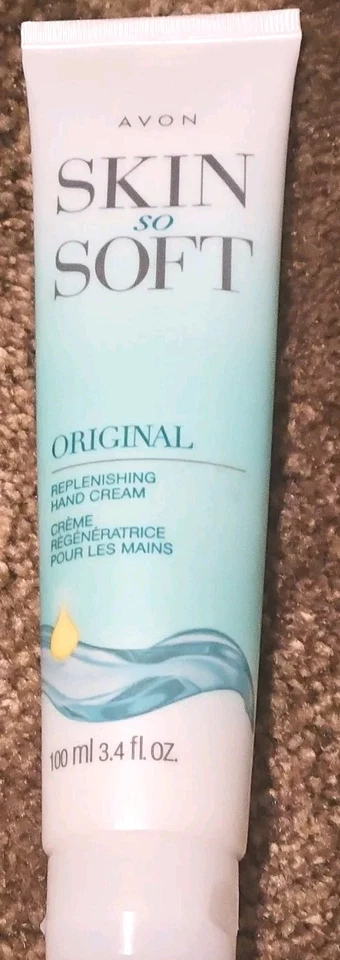 AVON
SKIN
so
SOFT
ORIGINAL
REPLENISHING
HAND CREAM
CRÈME
RÉGÉNÉRATRICE
POUR LES MAINS
100 ml 3.4 fl. oz.